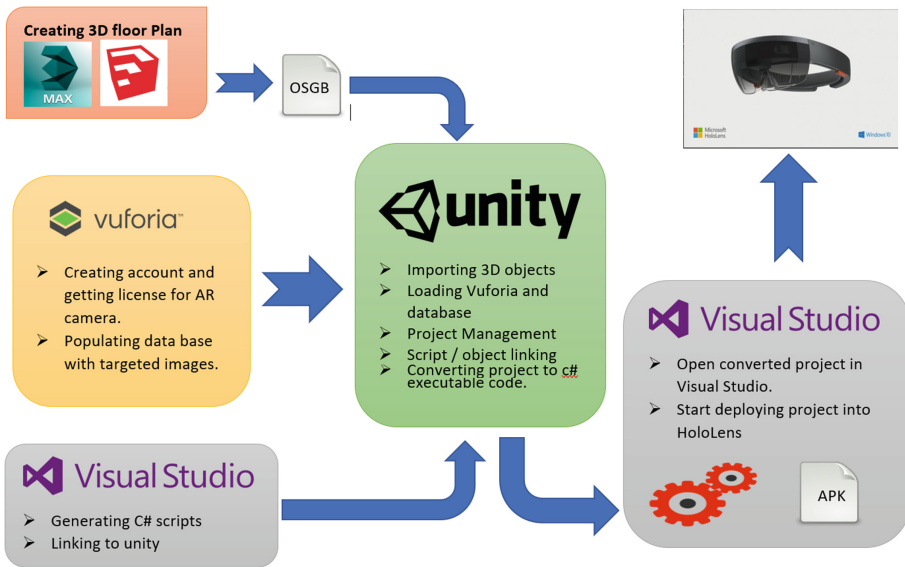 Creating 3D floor Plan
MAX
OSGB
Microsoft
HoloLens
Windows10
vuforia™
➢ Creating account and
getting license for AR
camera.
➢ Populating data base
with targeted images.
unity
➢ Importing 3D objects
➢ Loading Vuforia and
database
➢ Project Management
➢ Script / object linking
➢ Converting project to c#
executable code.
Visual Studio
➢ Generating C# scripts
➢ Linking to unity
Visual Studio
➢ Open converted project in
Visual Studio.
➢ Start deploying project into
HoloLens
APK